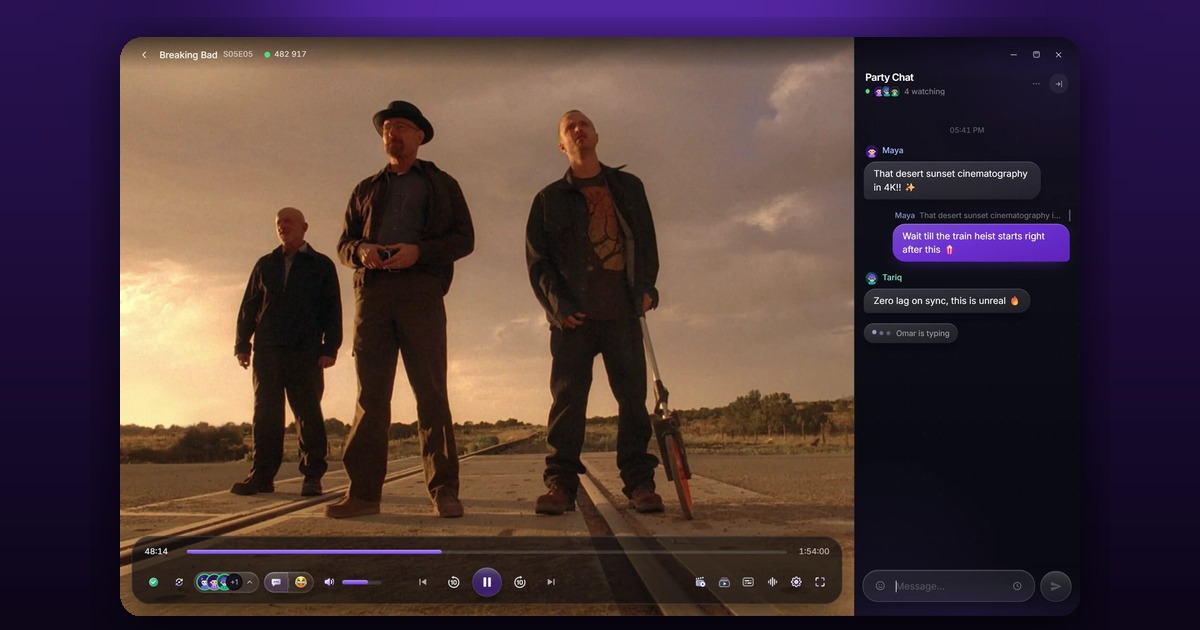 Breaking Bad S05E05 482 917
Party Chat
4 watching
05:41 PM
Maya
That desert sunset cinematography
in 4K!! ✨
Maya That desert sunset cinematography i...
Wait till the train heist starts right
after this 🍿
Tariq
Zero lag on sync, this is unreal 🔥
Omar is typing
48:14
1:54:00
+1
10
10
Message...